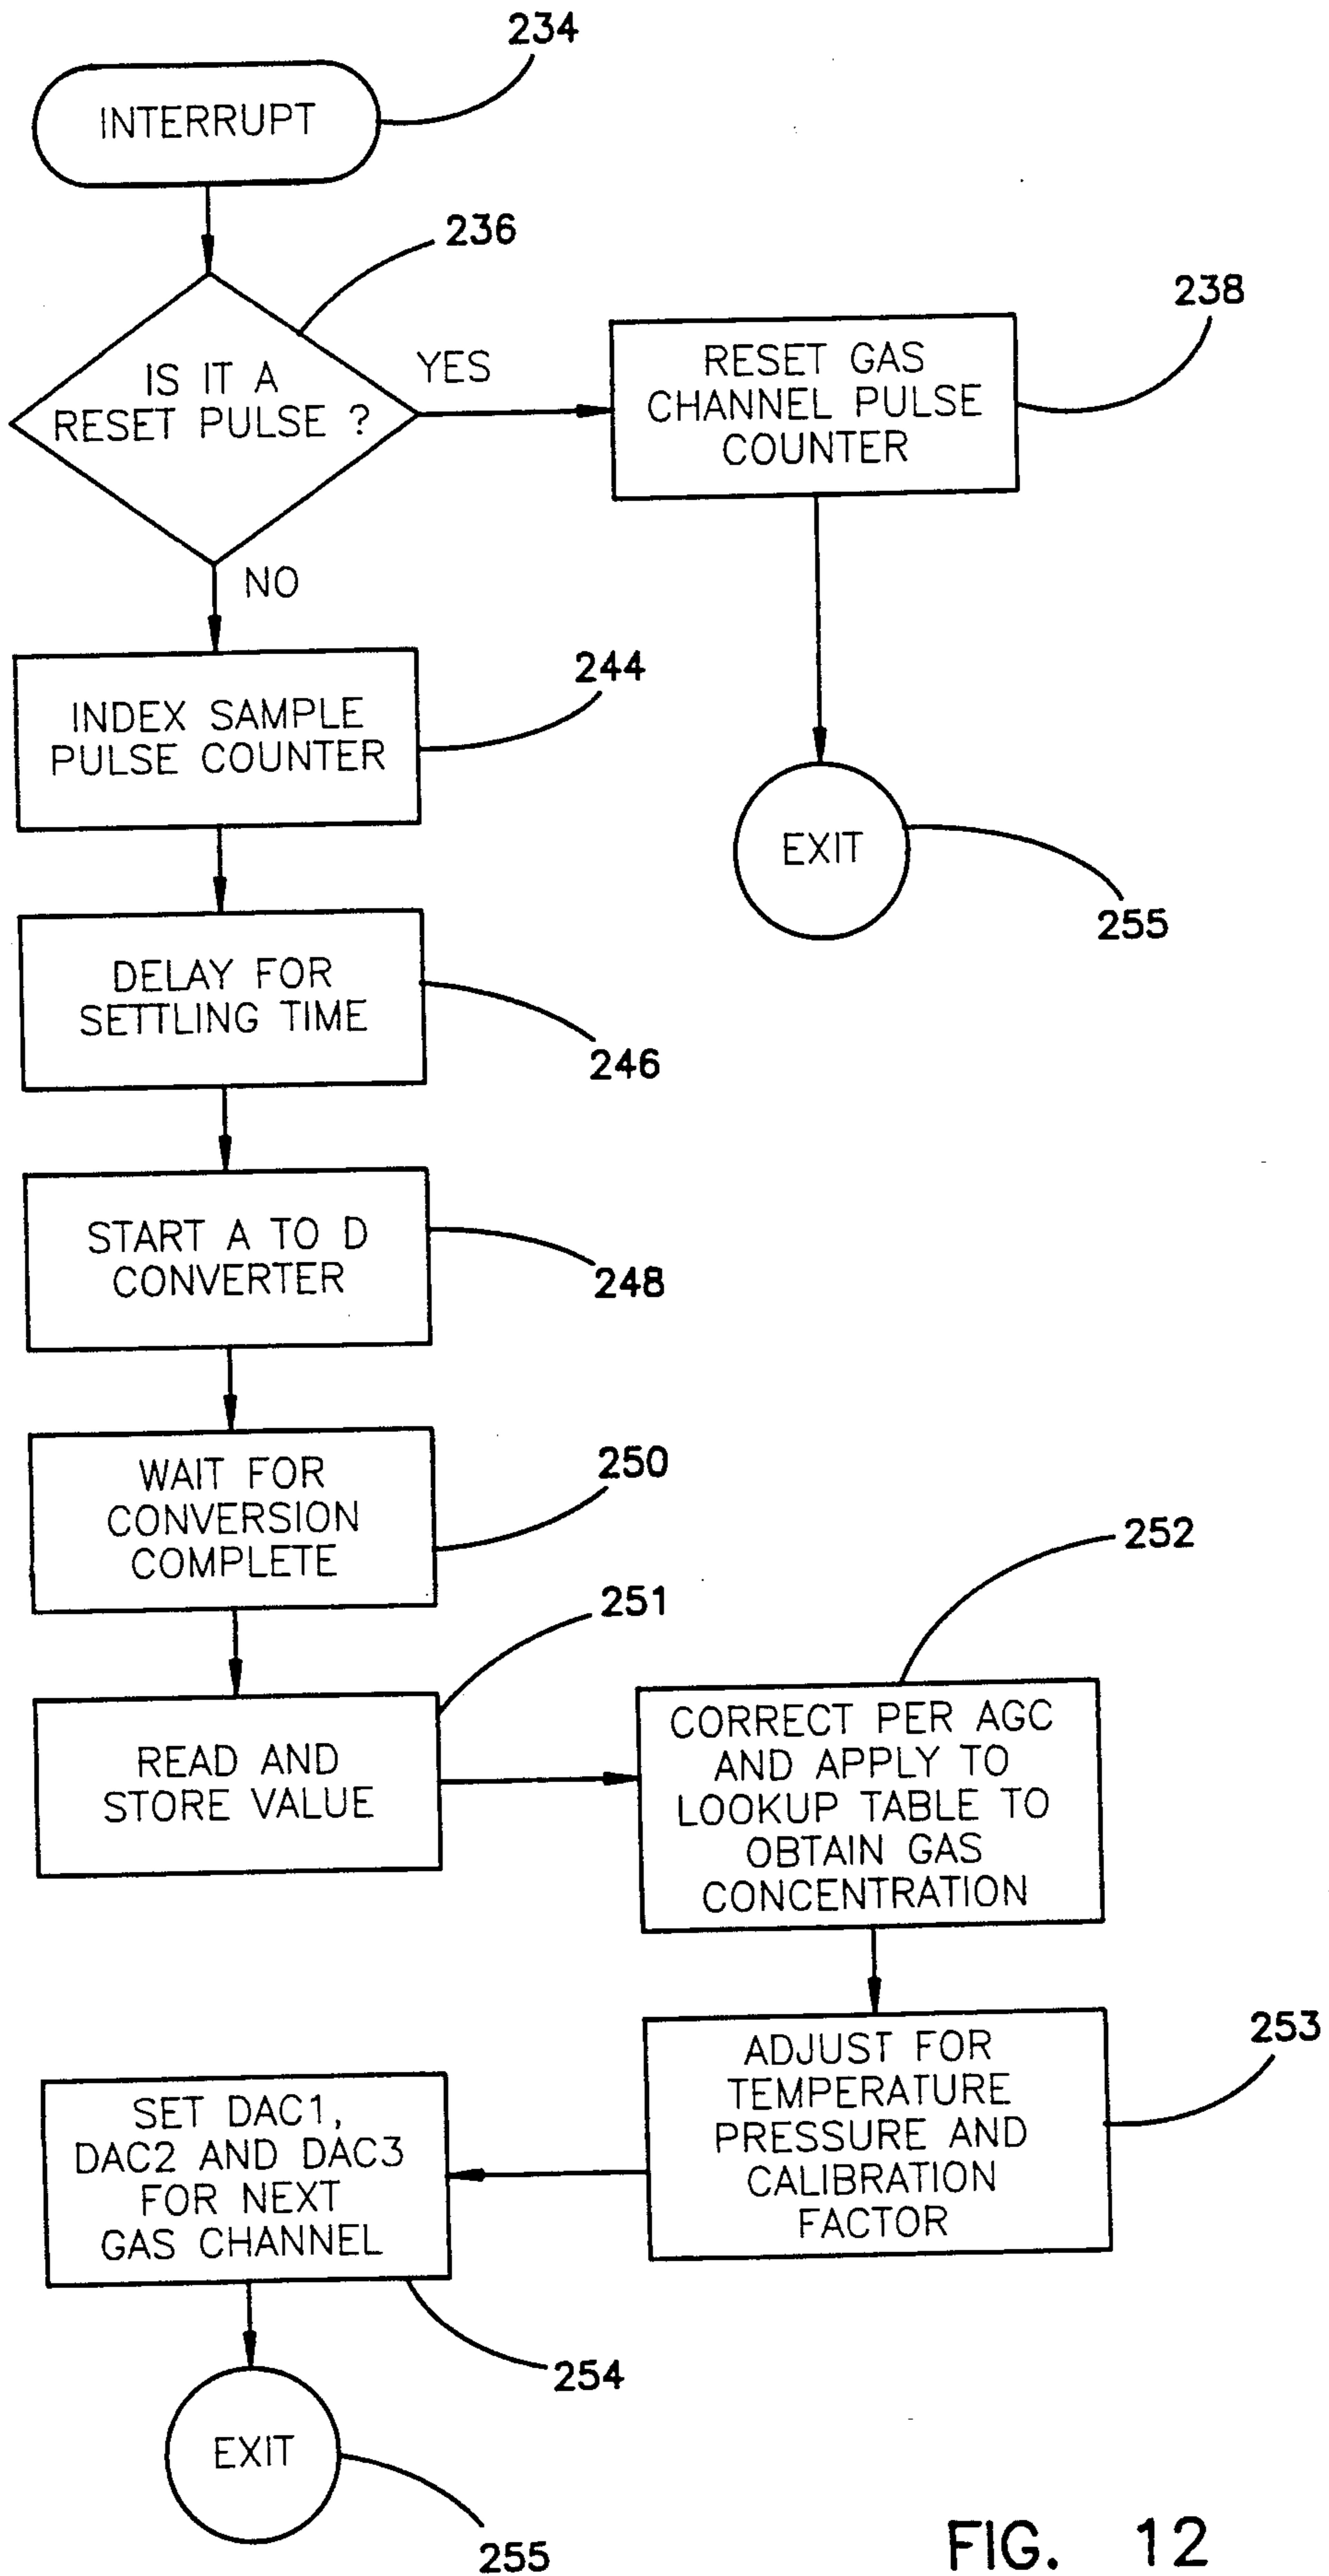 234
INTERRUPT
236
IS IT A
RESET PULSE ?
YES
238
RESET GAS
CHANNEL PULSE
COUNTER
NO
244
INDEX SAMPLE
PULSE COUNTER
EXIT
255
DELAY FOR
SETTLING TIME
246
START A TO D
CONVERTER
248
WAIT FOR
CONVERSION
COMPLETE
250
251
READ AND
STORE VALUE
252
CORRECT PER AGC
AND APPLY TO
LOOKUP TABLE TO
OBTAIN GAS
CONCENTRATION
253
ADJUST FOR
TEMPERATURE
PRESSURE AND
CALIBRATION
FACTOR
SET DAC1,
DAC2 AND DAC3
FOR NEXT
GAS CHANNEL
254
EXIT
255
FIG. 12